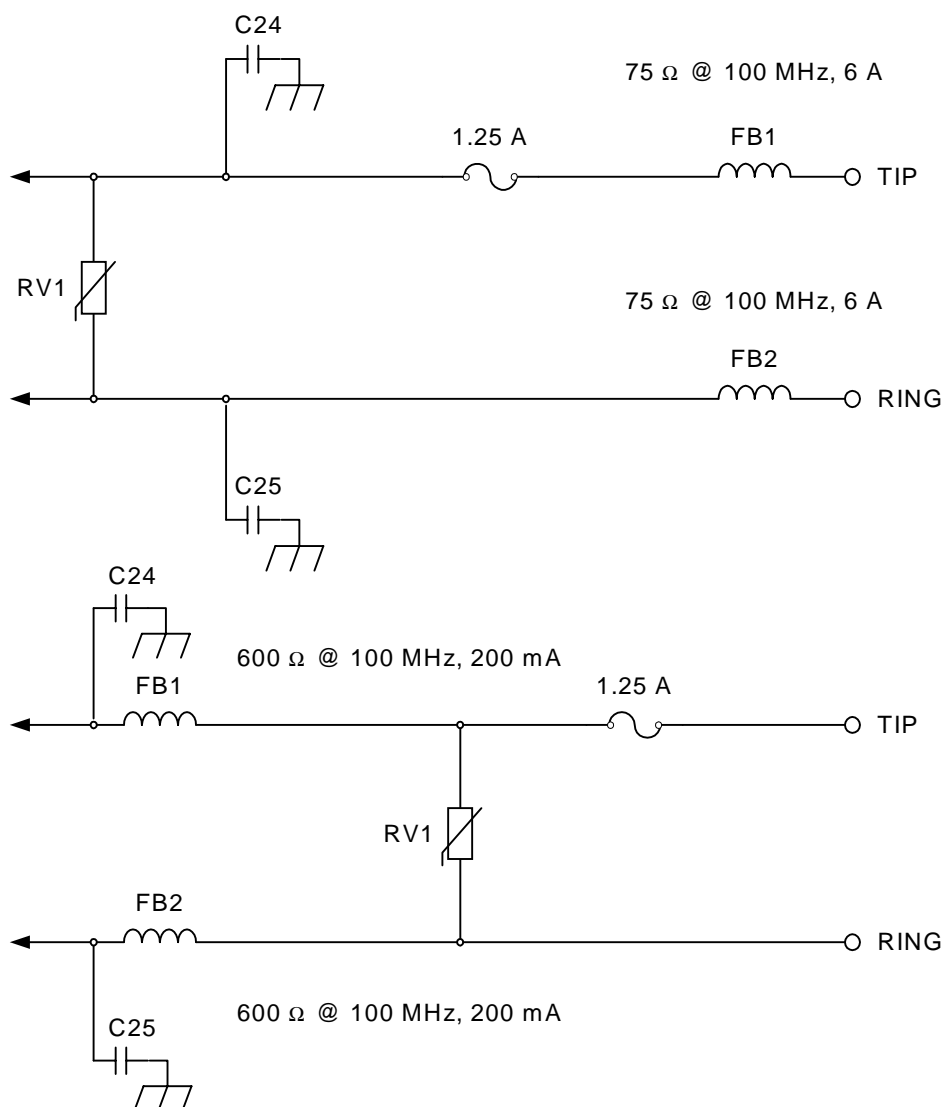 C24
75 Ω @ 100 MHz, 6 A
1.25 A
FB1
TIP
RV1
75 Ω @ 100 MHz, 6 A
FB2
RING
C25
C24
600 Ω @ 100 MHz, 200 mA
FB1
1.25 A
TIP
RV1
FB2
RING
600 Ω @ 100 MHz, 200 mA
C25